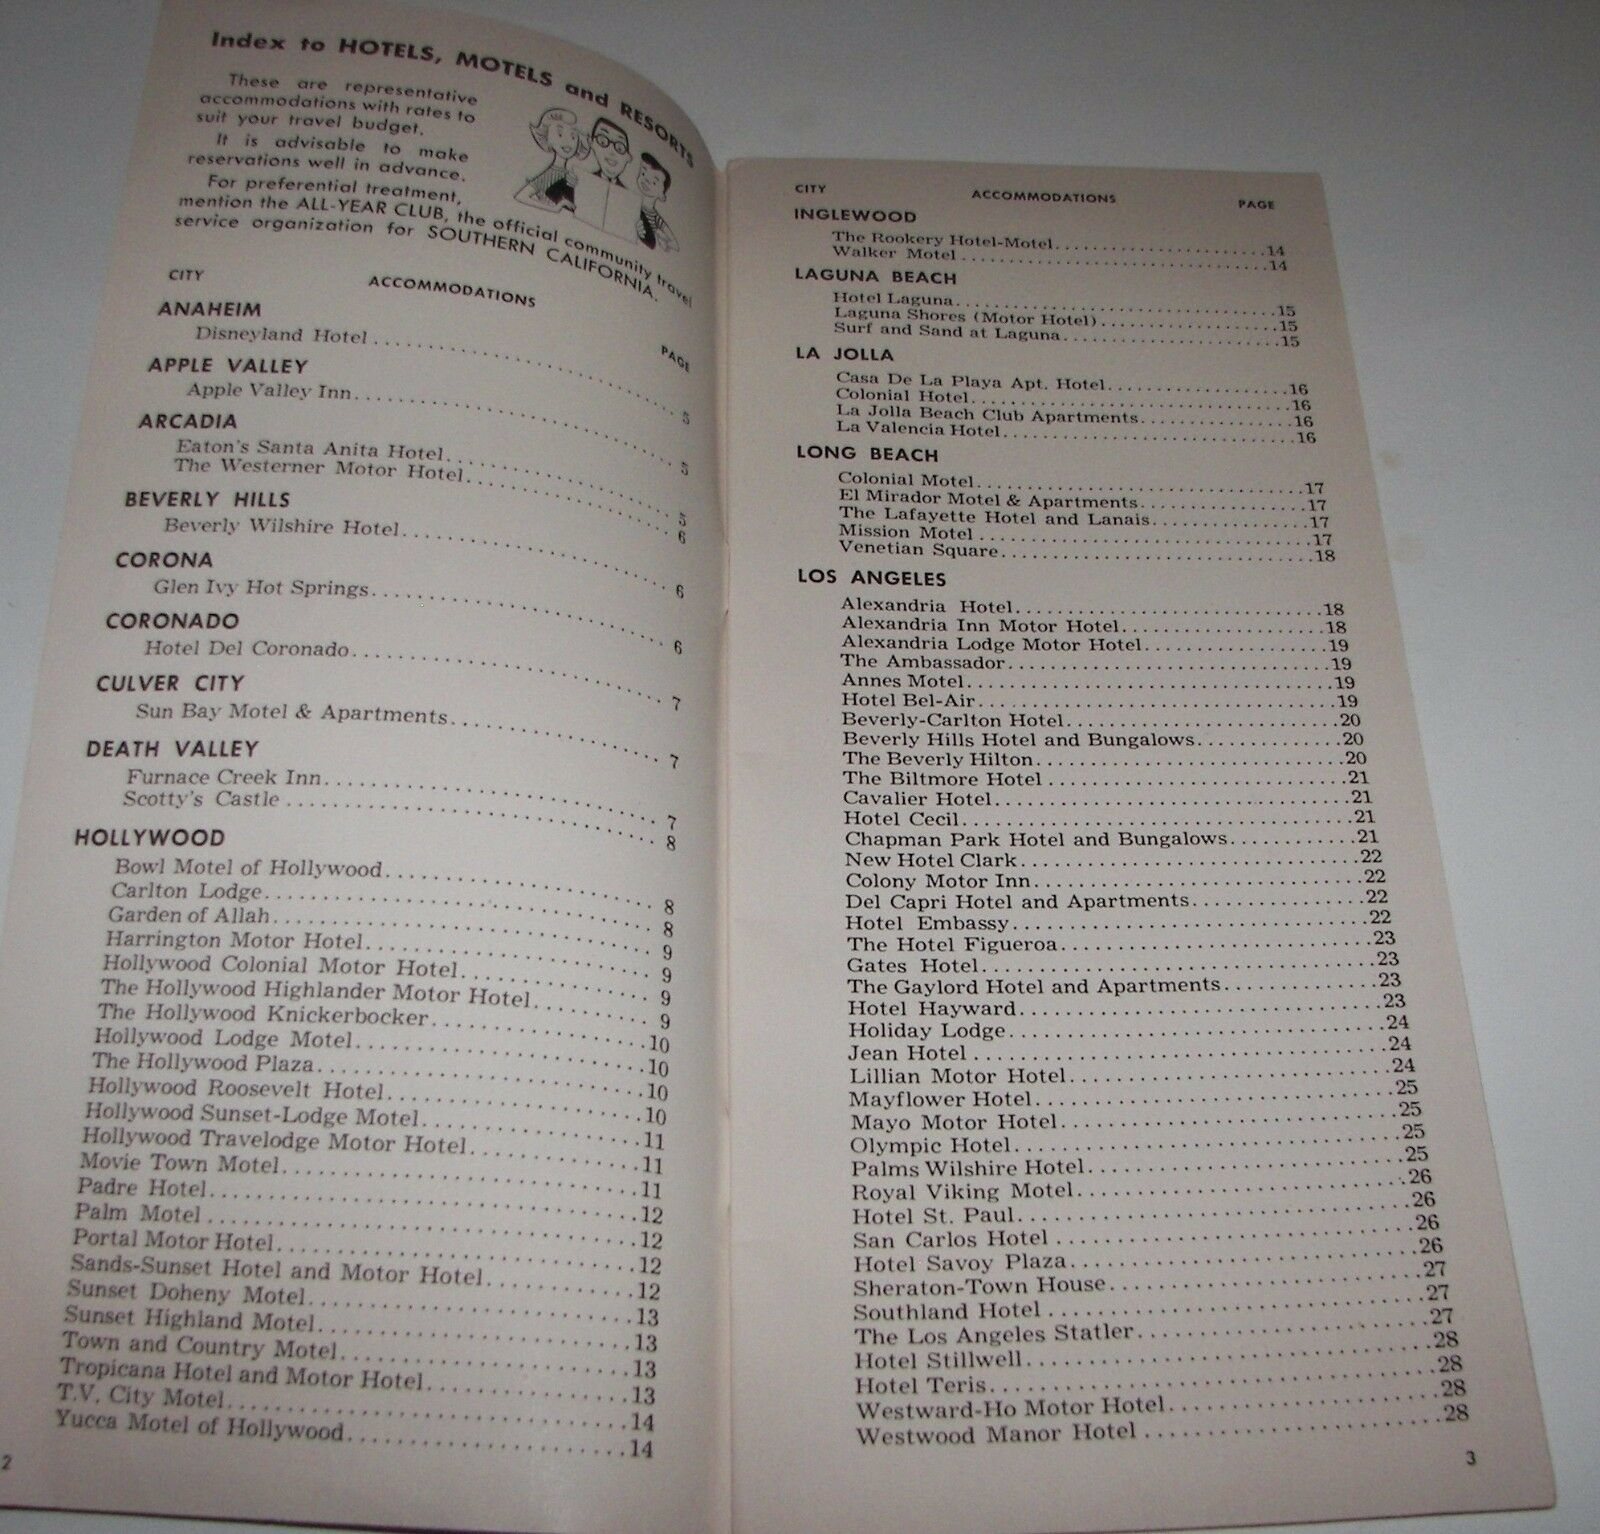 Index to HOTELS, MOTELS and RESORTS
These are representative
accommodations with rates to
suit your travel budget.
It is advisable to make
reservations well in advance.
For preferential treatment,
mention the ALL-YEAR CLUB, the official community travel
service organization for SOUTHERN CALIFORNIA.
CITY ACCOMMODATIONS PAGE
ANAHEIM
Disneyland Hotel 5
APPLE VALLEY
Apple Valley Inn 5
ARCADIA
Eaton's Santa Anita Hotel 5
The Westerner Motor Hotel 6
BEVERLY HILLS
Beverly Wilshire Hotel 6
CORONA
Glen Ivy Hot Springs 6
CORONADO
Hotel Del Coronado 7
CULVER CITY
Sun Bay Motel & Apartments 7
DEATH VALLEY
Furnace Creek Inn 7
Scotty's Castle 8
HOLLYWOOD
Bowl Motel of Hollywood 8
Carlton Lodge 8
Garden of Allah 9
Harrington Motor Hotel 9
Hollywood Colonial Motor Hotel 9
The Hollywood Highlander Motor Hotel 9
The Hollywood Knickerbocker 10
Hollywood Lodge Motel 10
The Hollywood Plaza 10
Hollywood Roosevelt Hotel 10
Hollywood Sunset-Lodge Motel 11
Hollywood Travelodge Motor Hotel 11
Movie Town Motel 11
Padre Hotel 12
Palm Motel 12
Portal Motor Hotel 12
Sands-Sunset Hotel and Motor Hotel 12
Sunset Doheny Motel 13
Sunset Highland Motel 13
Town and Country Motel 13
Tropicana Hotel and Motor Hotel 13
T.V. City Motel 14
Yucca Motel of Hollywood 14
2
CITY ACCOMMODATIONS PAGE
INGLEWOOD
The Rookery Hotel-Motel 14
Walker Motel 14
LAGUNA BEACH
Hotel Laguna 15
Laguna Shores (Motor Hotel) 15
Surf and Sand at Laguna 15
LA JOLLA
Casa De La Playa Apt. Hotel 16
Colonial Hotel 16
La Jolla Beach Club Apartments 16
La Valencia Hotel 16
LONG BEACH
Colonial Motel 17
El Mirador Motel & Apartments 17
The Lafayette Hotel and Lanais 17
Mission Motel 17
Venetian Square 18
LOS ANGELES
Alexandria Hotel 18
Alexandria Inn Motor Hotel 18
Alexandria Lodge Motor Hotel 19
The Ambassador 19
Annes Motel 19
Hotel Bel-Air 19
Beverly-Carlton Hotel 20
Beverly Hills Hotel and Bungalows 20
The Beverly Hilton 20
The Biltmore Hotel 21
Cavalier Hotel 21
Hotel Cecil 21
Chapman Park Hotel and Bungalows 21
New Hotel Clark 22
Colony Motor Inn 22
Del Capri Hotel and Apartments 22
Hotel Embassy 22
The Hotel Figueroa 23
Gates Hotel 23
The Gaylord Hotel and Apartments 23
Hotel Hayward 23
Holiday Lodge 24
Jean Hotel 24
Lillian Motor Hotel 24
Mayflower Hotel 25
Mayo Motor Hotel 25
Olympic Hotel 25
Palms Wilshire Hotel 25
Royal Viking Motel 26
Hotel St. Paul 26
San Carlos Hotel 26
Hotel Savoy Plaza 26
Sheraton-Town House 27
Southland Hotel 27
The Los Angeles Statler 27
Hotel Stillwell 28
Hotel Teris 28
Westward-Ho Motor Hotel 28
Westwood Manor Hotel 28
3